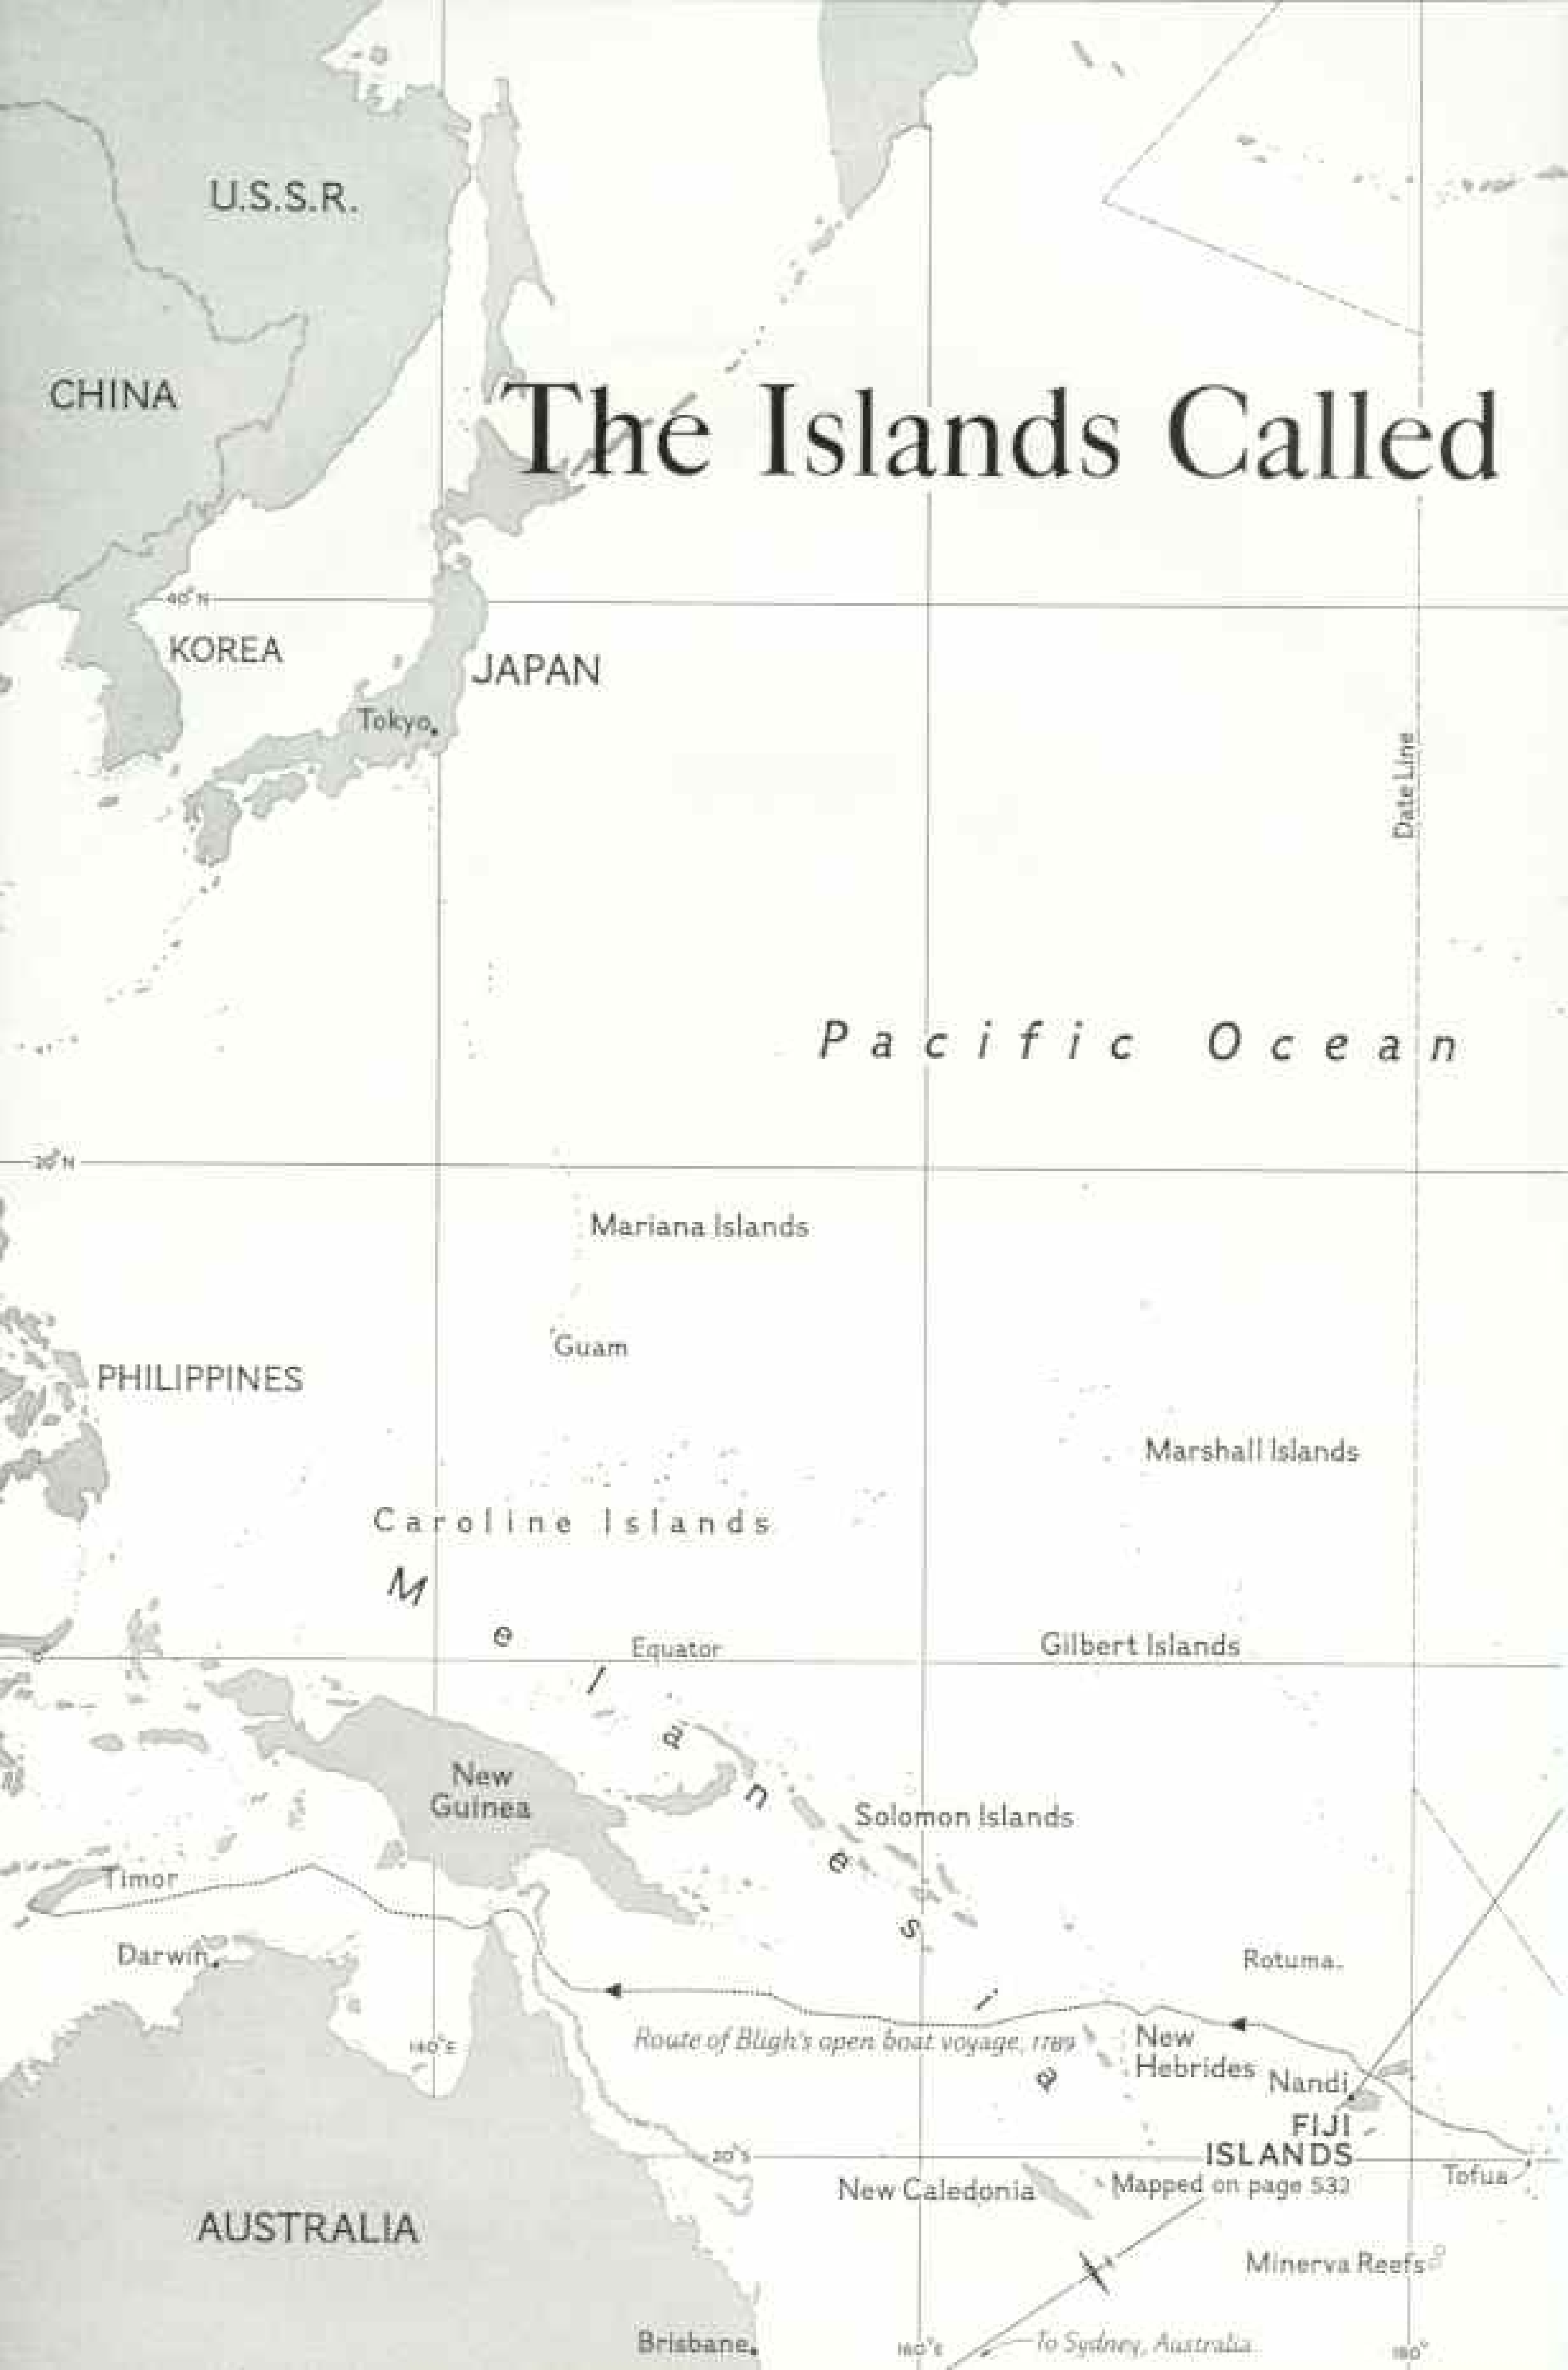 U.S.S.R.
CHINA
The Islands Called
40°N
KOREA
JAPAN
Tokyo
Date Line
Pacific Ocean
20°N
Mariana Islands
Guam
PHILIPPINES
Marshall Islands
Caroline Islands
Melanesia
Equator
Gilbert Islands
0°
New
Guinea
Solomon Islands
Timor
Darwin
Rotuma
140°E
Route of Bligh's open boat voyage, 1789
New
Hebrides
Nandi
FIJI
ISLANDS
20°S
Mapped on page 533
Tofua
New Caledonia
AUSTRALIA
Minerva Reefs
Brisbane
160°E
To Sydney, Australia
180°